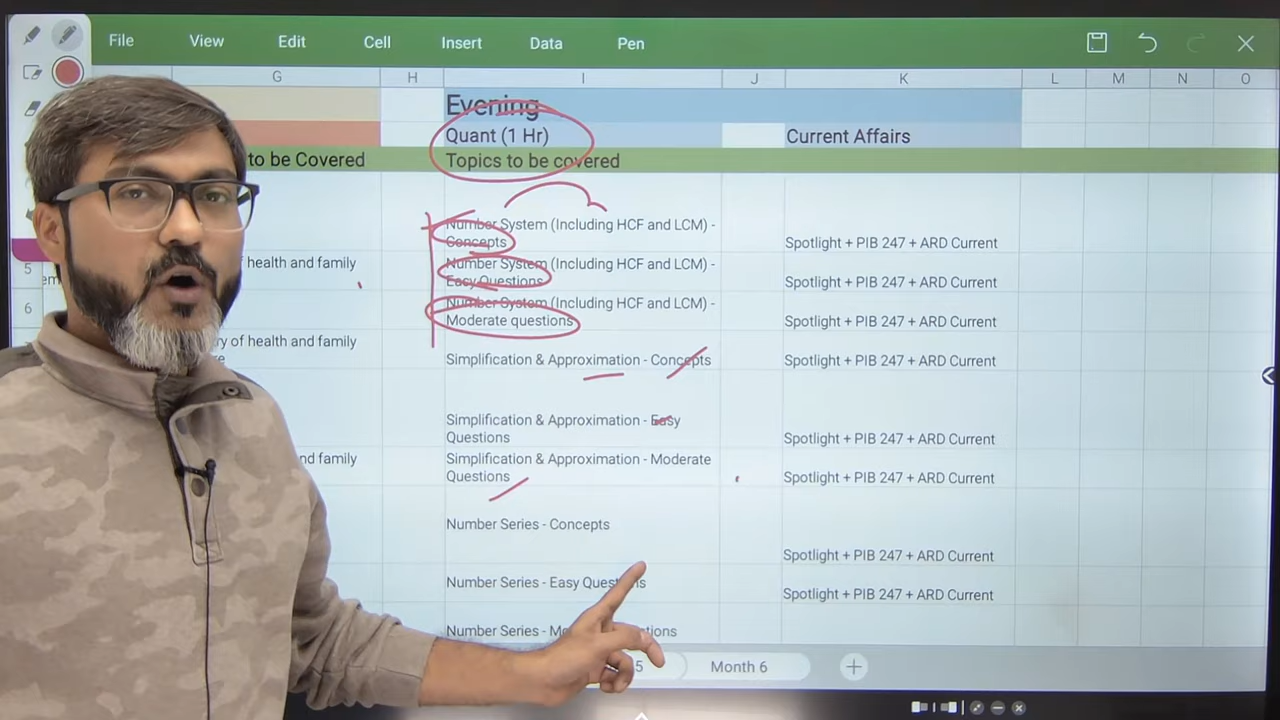 File View Edit Cell Insert Data Pen
G H I J K L M N O
Evening
Quant (1 Hr) Current Affairs
to be Covered Topics to be covered
Number System (Including HCF and LCM) -
Concepts
Spotlight + PIB 247 + ARD Current
5 of health and family
Number System (Including HCF and LCM) -
Easy Questions
Spotlight + PIB 247 + ARD Current
6
Number System (Including HCF and LCM) -
Moderate questions
Spotlight + PIB 247 + ARD Current
of health and family
Simplification & Approximation - Concepts
Spotlight + PIB 247 + ARD Current
Simplification & Approximation - Easy
Questions
Spotlight + PIB 247 + ARD Current
family
Simplification & Approximation - Moderate
Questions
Spotlight + PIB 247 + ARD Current
Number Series - Concepts
Spotlight + PIB 247 + ARD Current
Number Series - Easy Questions
Spotlight + PIB 247 + ARD Current
Number Series -
5 Month 6